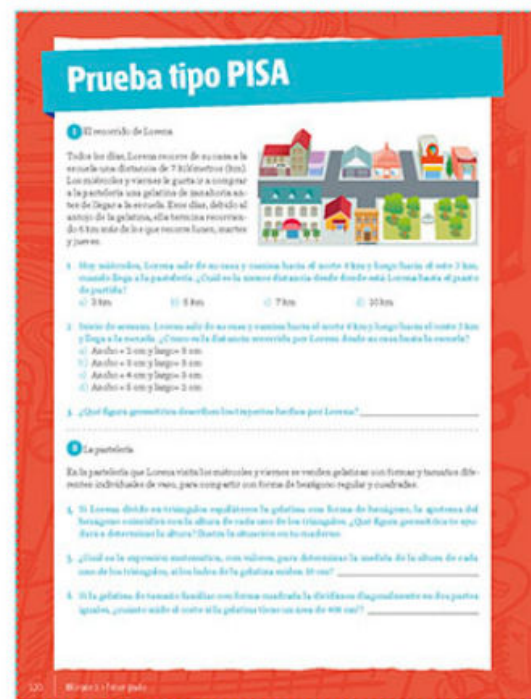 Prueba tipo PISA
El recorrido de Lorena
Todos los días, Lorena recorre de su casa a la
escuela una distancia de 7 kilómetros (km).
Los miércoles y viernes le gusta ir a comprar
a la pastelería una gelatina de zanahoria an-
tes de llegar a la escuela. Esos días, debido al
antojo de la gelatina, ella termina recorrien-
do 6 km más de los que recorre lunes, martes
y jueves.
1. Hoy miércoles, Lorena sale de su casa y camina hacia el norte 4 km y luego hacia el este 3 km,
cuando llega a la pastelería. ¿Cuál es la menor distancia desde donde está Lorena hasta el punto
de partida?
a) 3 km b) 5 km c) 7 km d) 10 km
2. Inicio de semana. Lorena sale de su casa y camina hacia el norte 4 km y luego hacia el oeste 3 km
y llega a la escuela. ¿Cómo es la distancia recorrida por Lorena desde su casa hasta la escuela?
a) Ancho = 2 cm y largo= cm
b) Ancho = 3 cm y largo= cm
c) Ancho = 4 cm y largo= 3 cm
d) Ancho = 5 cm y largo= 2 cm
3. ¿Qué figura geométrica describen los trayectos hechos por Lorena?
La pastelería
En la pastelería que Lorena visita los miércoles y viernes se venden gelatinas con formas y tamaños dife-
rentes: individuales de vaso, para compartir con forma de hexágono regular y cuadradas.
4. Si Lorena divide en triángulos equiláteros la gelatina con forma de hexágono, la apotema del
hexágono coincide con la altura de cada uno de los triángulos. ¿Qué figura geométrica te ayu-
dará a determinar la altura? Ilustra la situación en tu cuaderno.
5. ¿Cuál es la expresión matemática, con valores, para determinar la medida de la altura de cada
uno de los triángulos, si los lados de la gelatina miden 10 cm?
6. Si la gelatina de tamaño familiar con forma cuadrada la dividimos diagonalmente en dos partes
iguales, ¿cuánto mide el corte si la gelatina tiene un área de 400 cm²?
120 Bloque 2 • Tercer grado